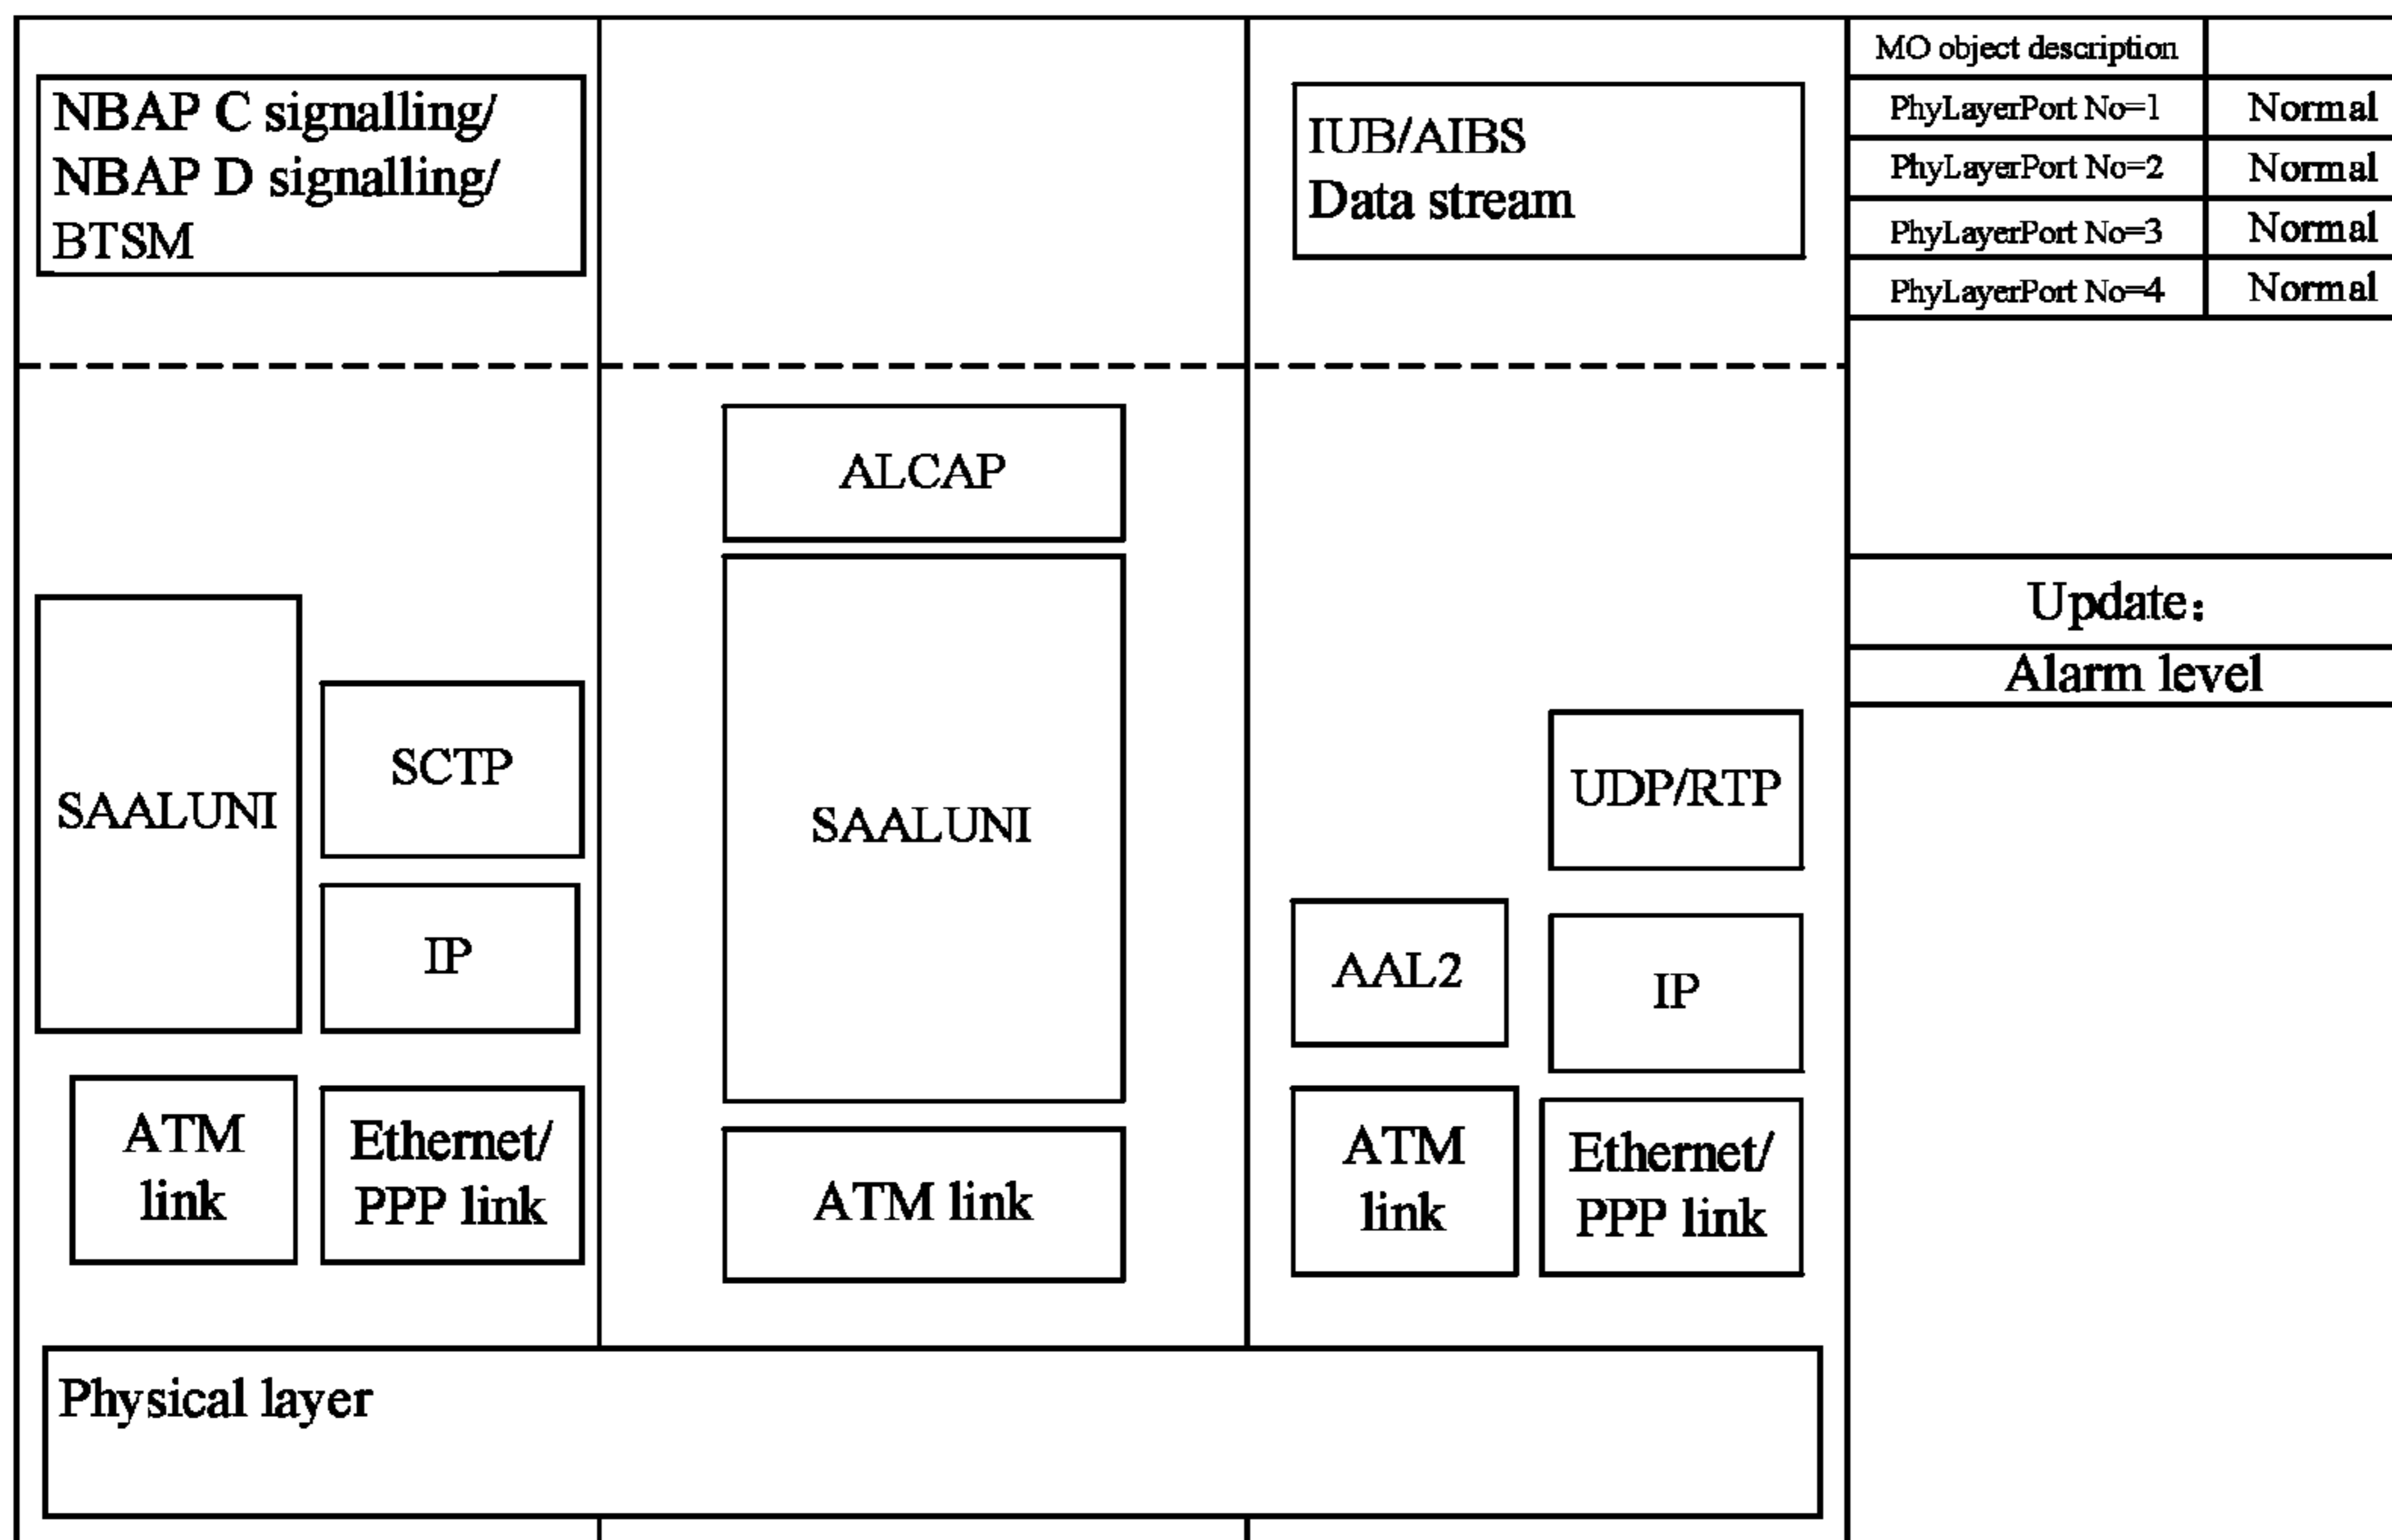 NBAP C signalling/
NBAP D signalling/
BTSM
IUB/AIBS
Data stream
MO object description
PhyLayerPort No=1 Normal
PhyLayerPort No=2 Normal
PhyLayerPort No=3 Normal
PhyLayerPort No=4 Normal
Update:
Alarm level
ALCAP
SAALUNI
SCTP
IP
SAALUNI
UDP/RTP
AAL2
IP
ATM
link
Ethernet/
PPP link
ATM link
ATM
link
Ethernet/
PPP link
Physical layer